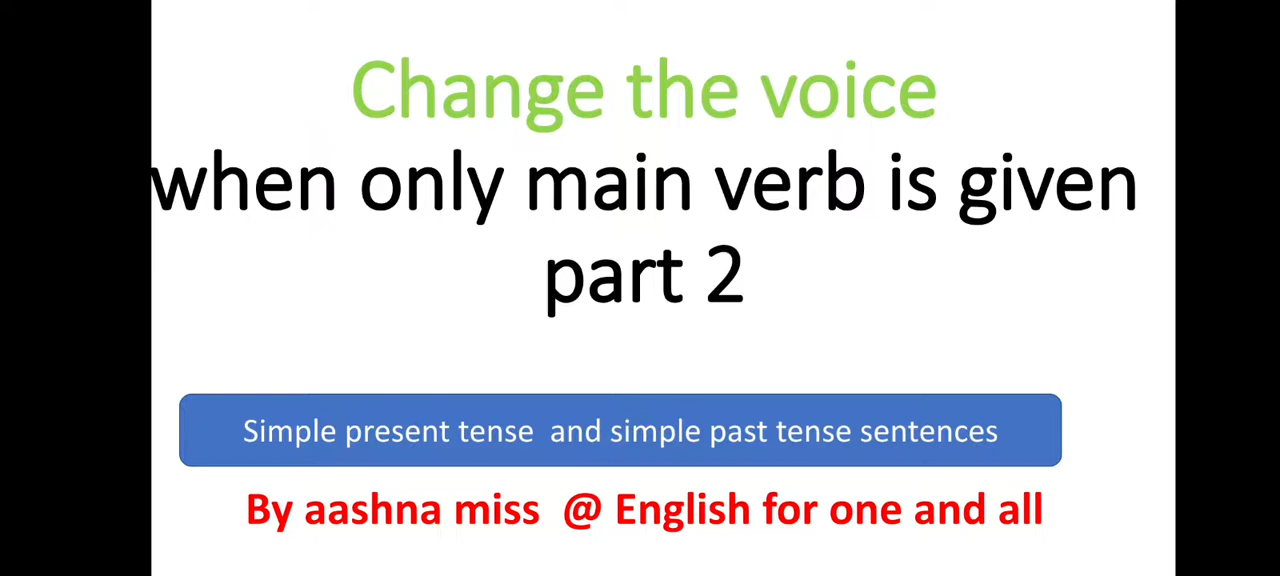 Change the voice
when only main verb is given
part 2
Simple present tense and simple past tense sentences
By aashna miss @ English for one and all